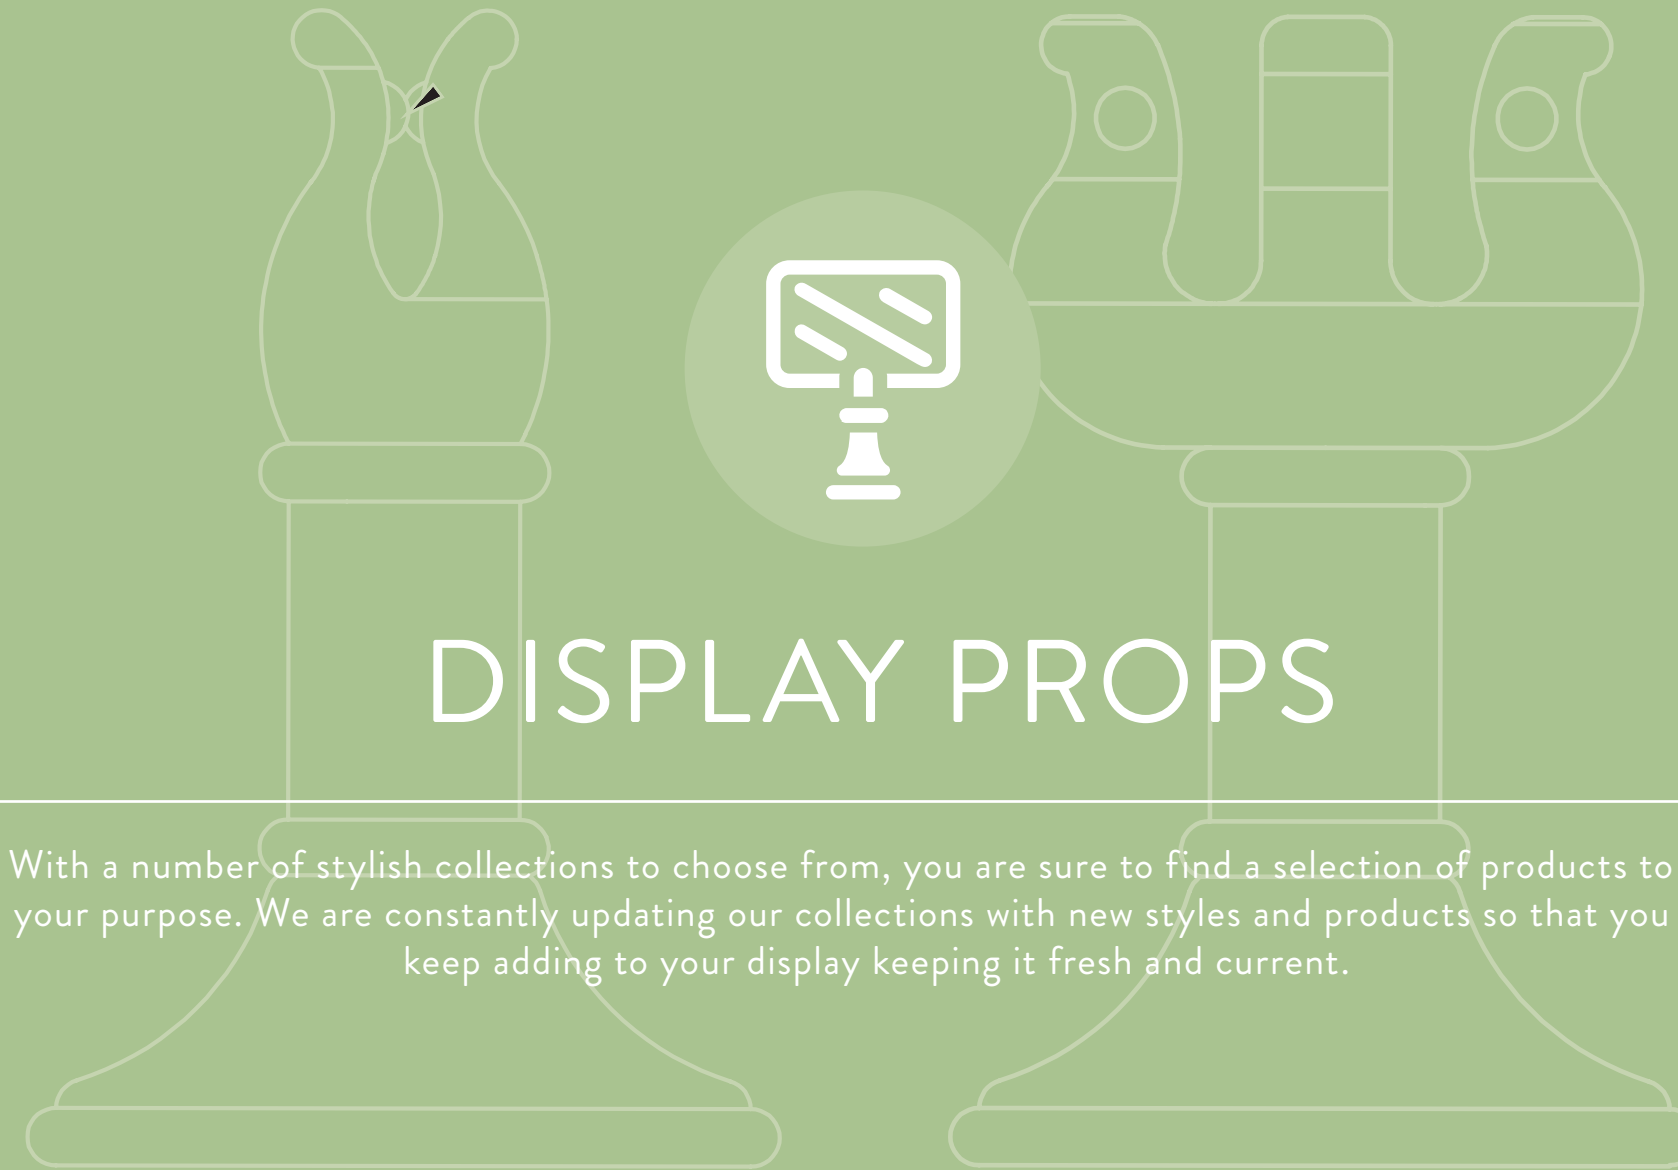 DISPLAY PROPS
With a number of stylish collections to choose from, you are sure to find a selection of products to
your purpose. We are constantly updating our collections with new styles and products so that you
keep adding to your display keeping it fresh and current.